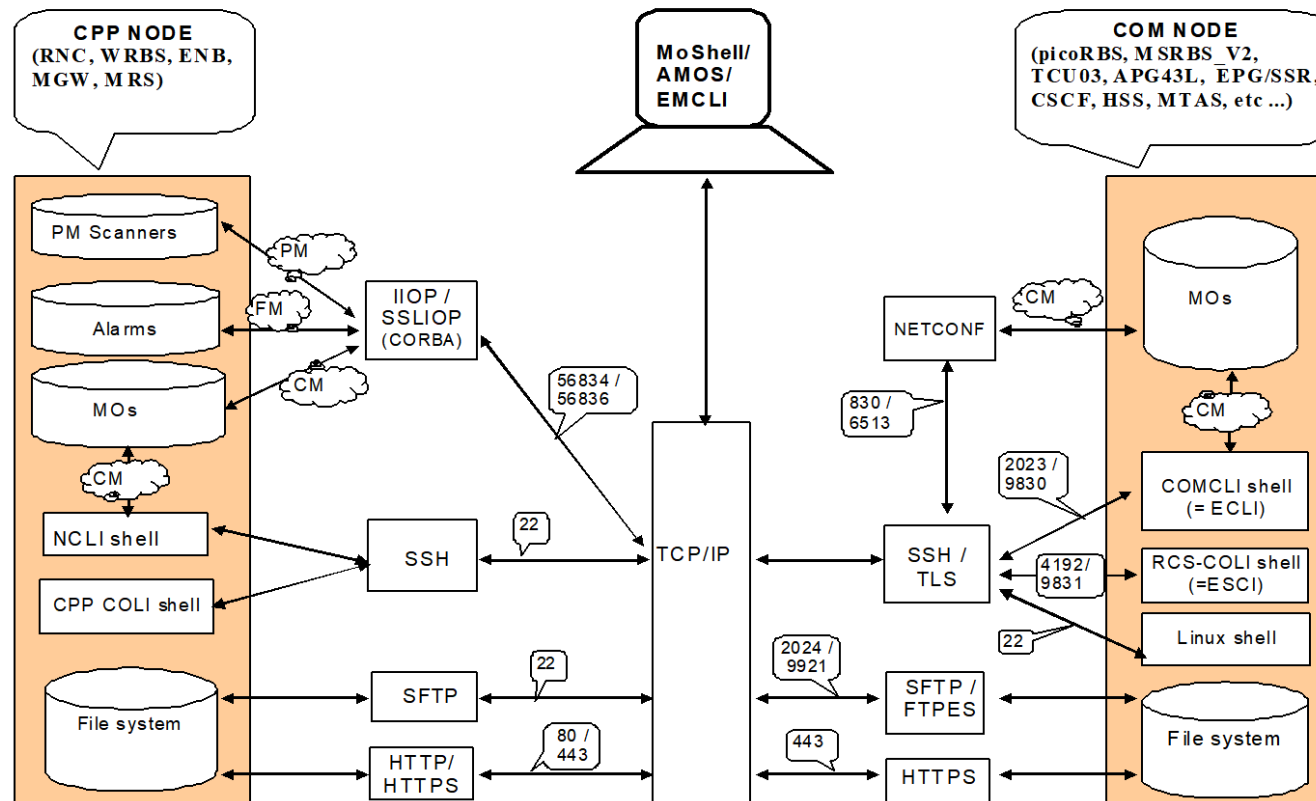 CPP NODE
(RNC, WRBS, ENB,
MGW, MRS)
MoShell/
AMOS/
EMCLI
COM NODE
(picoRBS, MSRBS_V2,
TCU03, APG43L, EPG/SSR,
CSCF, HSS, MTAS, etc ...)
PM Scanners
PM
Alarms
FM
IIOP /
SSLIOP
(CORBA)
MOs
CM
CM
NCLI shell
CPP COLI shell
File system
56834 /
56836
SSH
22
SFTP
22
HTTP/
HTTPS
80 /
443
TCP/IP
NETCONF
CM
MOs
830 /
6513
CM
2023 /
9830
COMCLI shell
(= ECLI)
SSH /
TLS
4192/
9831
RCS-COLI shell
(=ESCI)
22
Linux shell
2024 /
9921
SFTP /
FTPES
File system
443
HTTPS